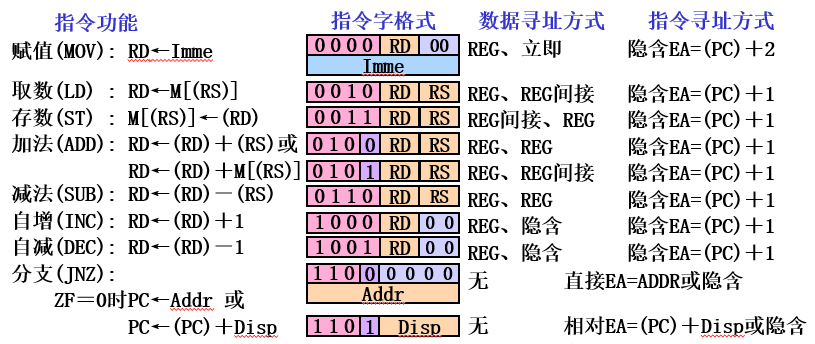 指令功能 指令字格式 数据寻址方式 指令寻址方式
赋值(MOV): RD←Imme 0000 RD 00 REG、立即 隐含EA=(PC)+2
Imme
取数(LD) : RD←M[(RS)] 0010 RD RS REG、REG间接 隐含EA=(PC)+1
存数(ST) : M[(RS)]←(RD) 0011 RD RS REG间接、REG 隐含EA=(PC)+1
加法(ADD): RD←(RD)+(RS)或 010 0 RD RS REG、REG 隐含EA=(PC)+1
RD←(RD)+M[(RS)] 010 1 RD RS REG、REG间接 隐含EA=(PC)+1
减法(SUB): RD←(RD)-(RS) 0110 RD RS REG、REG 隐含EA=(PC)+1
自增(INC): RD←(RD)+1 1000 RD 00 REG、隐含 隐含EA=(PC)+1
自减(DEC): RD←(RD)-1 1001 RD 00 REG、隐含 隐含EA=(PC)+1
分支(JNZ): 110 0 0000 无 直接EA=ADDR或隐含
ZF=0时PC←Addr 或 Addr
PC←(PC)+Disp 110 1 Disp 无 相对EA=(PC)+Disp或隐含